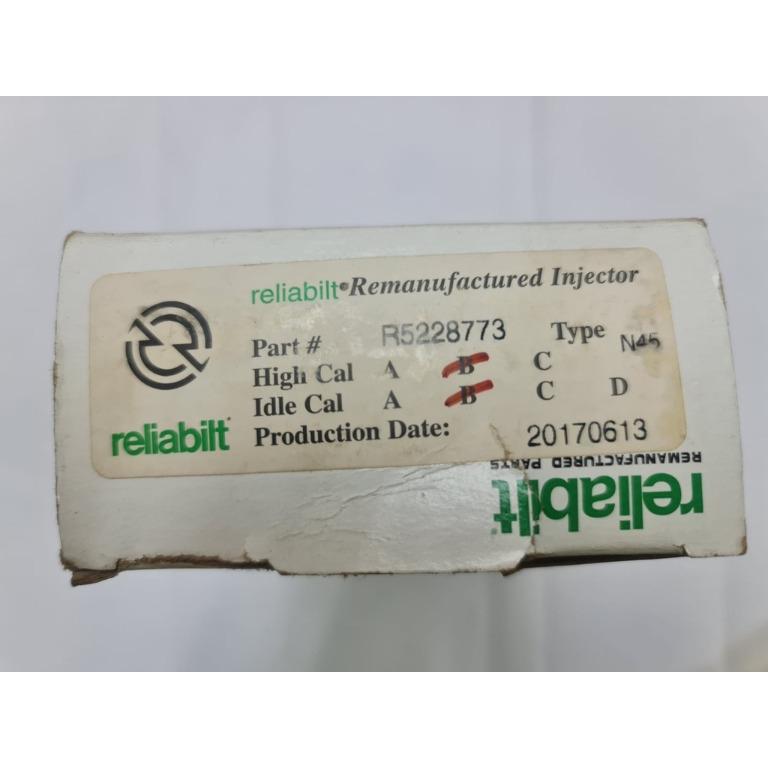 reliabilt® Remanufactured Injector
Part # R5228773 Type N45
High Cal A B C
Idle Cal A B C D
reliabilt Production Date: 20170613
REMANUFACTURED PARTS
reliabilt